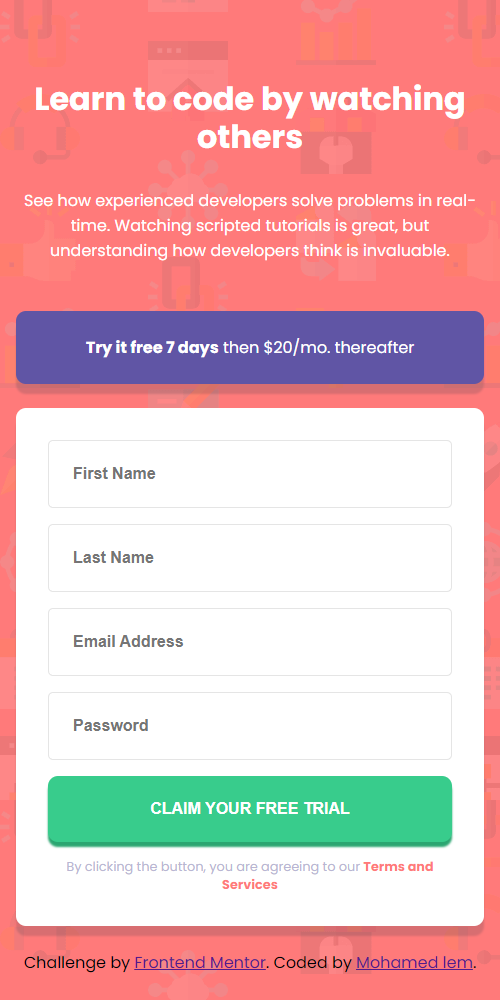 Learn to code by watching
others
See how experienced developers solve problems in real-
time. Watching scripted tutorials is great, but
understanding how developers think is invaluable.
Try it free 7 days then $20/mo. thereafter
First Name
Last Name
Email Address
Password
CLAIM YOUR FREE TRIAL
By clicking the button, you are agreeing to our Terms and
Services
Challenge by Frontend Mentor. Coded by Mohamed lem.